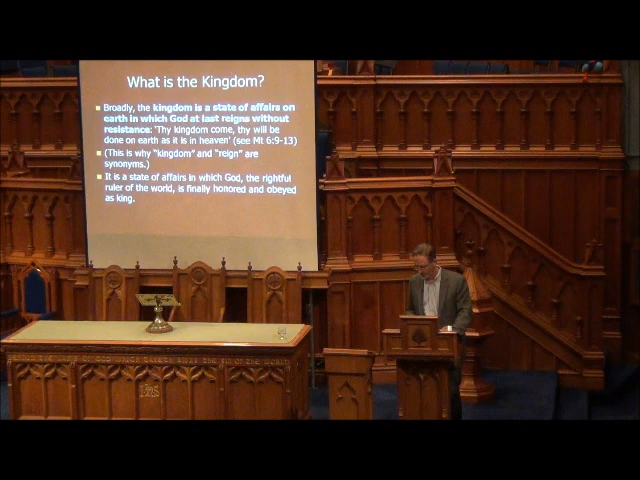 What is the Kingdom?
Broadly, the kingdom is a state of affairs on
earth in which God at last reigns without
resistance: 'Thy kingdom come, thy will be
done on earth as it is in heaven' (see Mt 6:9-13)
(This is why "kingdom" and "reign" are
synonyms.)
It is a state of affairs in which God, the rightful
ruler of the world, is finally honored and obeyed
as king.
IHS